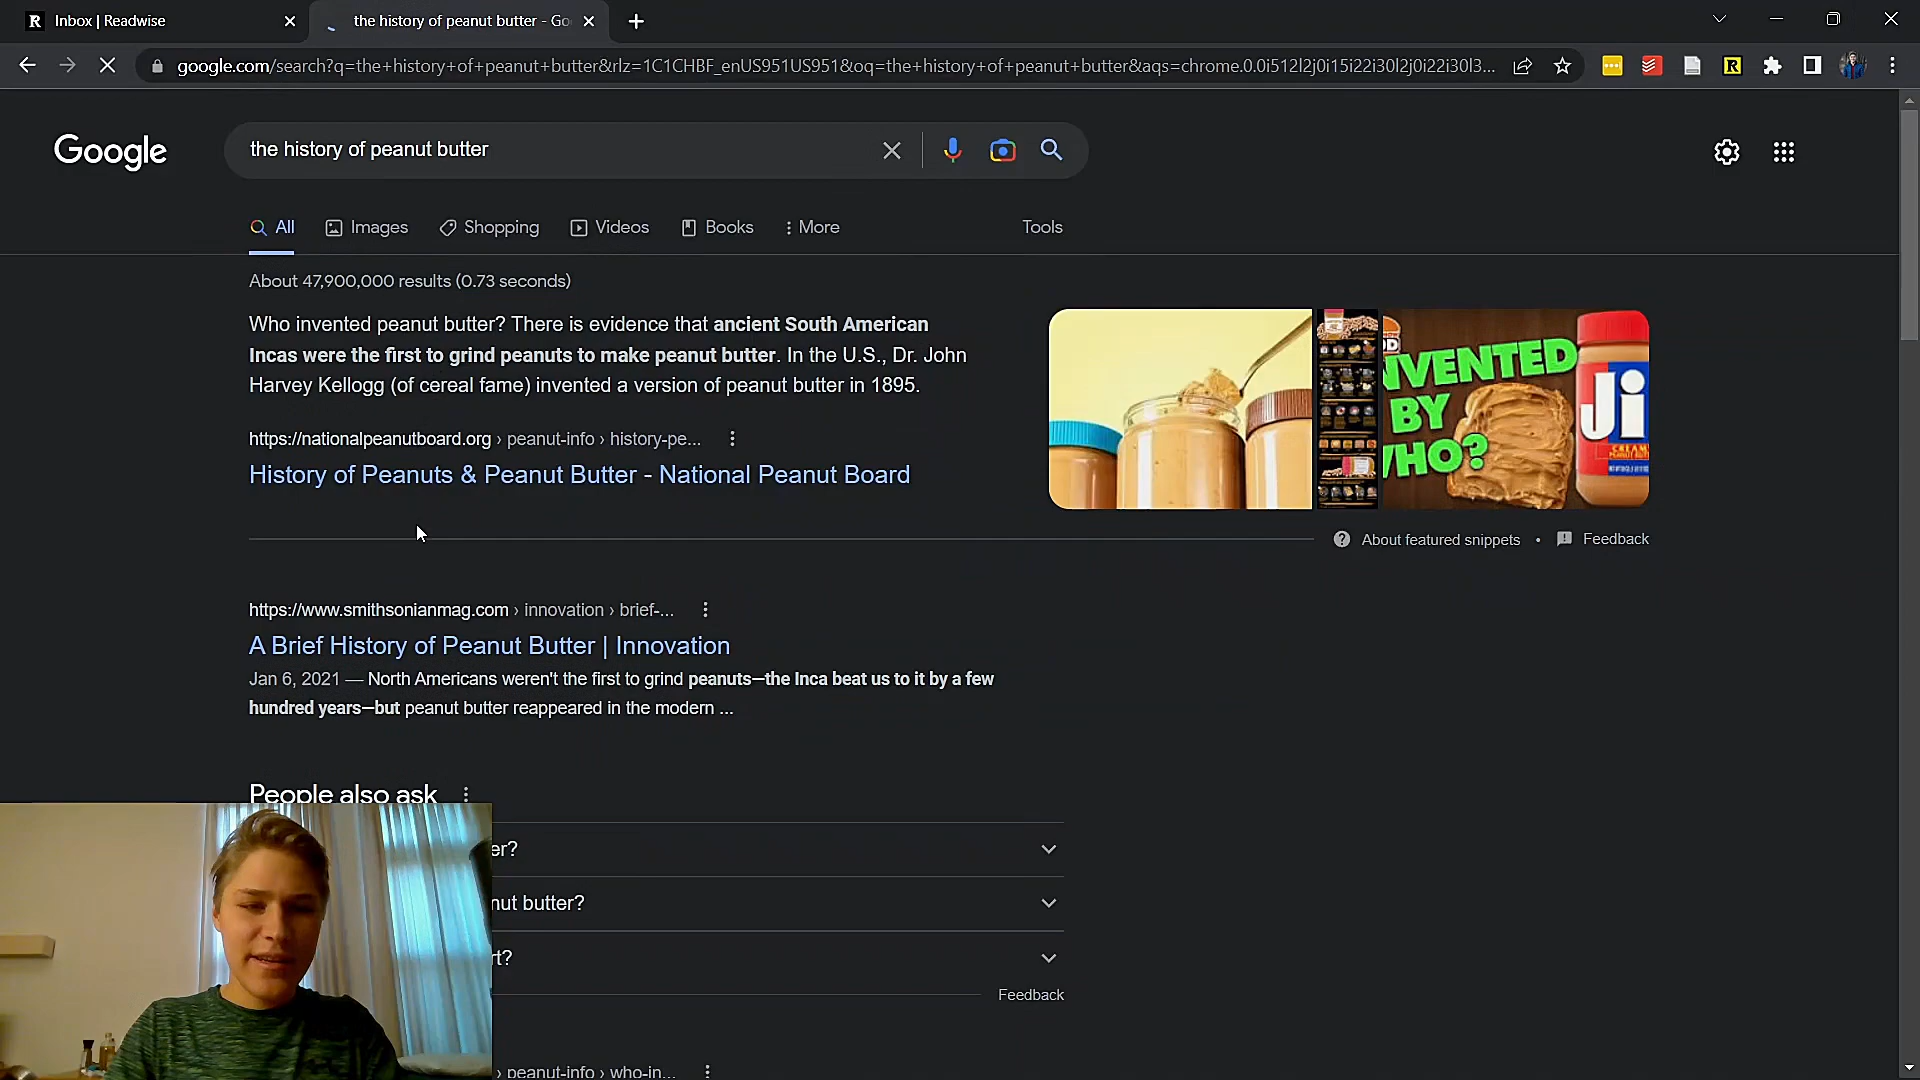 R Inbox | Readwise
the history of peanut butter - Go
google.com/search?q=the+history+of+peanut+butter&rlz=1C1CHBF_enUS951US951&oq=the+history+of+peanut+butter&aqs=chrome.0.0i512l2j0i15i22i30l2j0i22i30l3...
R
Google
the history of peanut butter
All
Images
Shopping
Videos
Books
More
Tools
About 47,900,000 results (0.73 seconds)
Who invented peanut butter? There is evidence that ancient South American
Incas were the first to grind peanuts to make peanut butter. In the U.S., Dr. John
Harvey Kellogg (of cereal fame) invented a version of peanut butter in 1895.
NVENTED
BY
WHO?
Jif
CREAMY
https://nationalpeanutboard.org › peanut-info › history-pe...
History of Peanuts & Peanut Butter - National Peanut Board
About featured snippets • Feedback
https://www.smithsonianmag.com › innovation › brief-...
A Brief History of Peanut Butter | Innovation
Jan 6, 2021 — North Americans weren't the first to grind peanuts—the Inca beat us to it by a few
hundred years—but peanut butter reappeared in the modern ...
People also ask
er?
nut butter?
rt?
Feedback
› peanut-info › who-in...